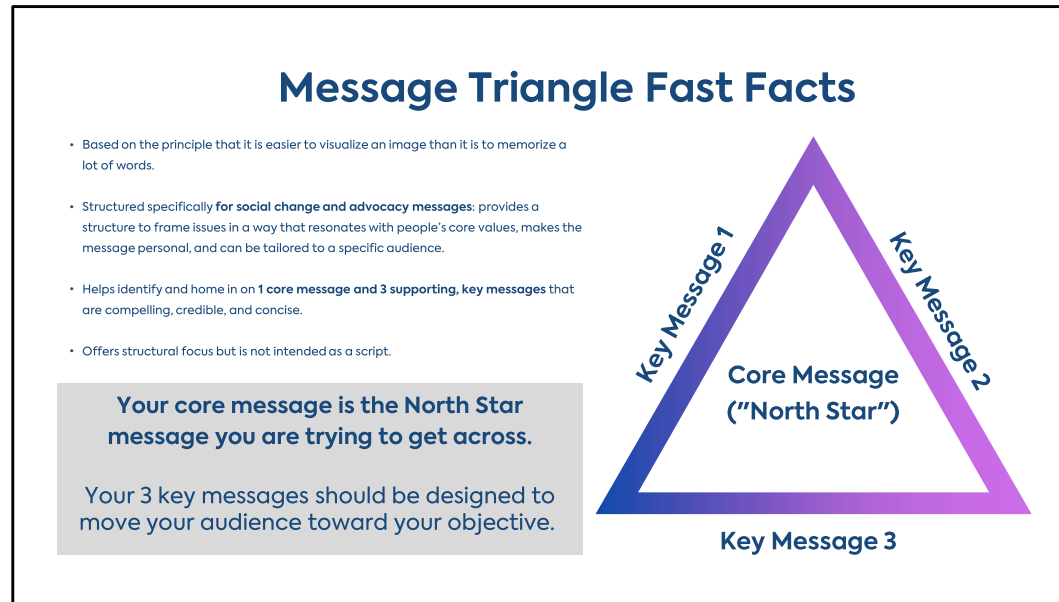 Message Triangle Fast Facts
• Based on the principle that it is easier to visualize an image than it is to memorize a
lot of words.
• Structured specifically for social change and advocacy messages: provides a
structure to frame issues in a way that resonates with people's core values, makes the
message personal, and can be tailored to a specific audience.
• Helps identify and home in on 1 core message and 3 supporting, key messages that
are compelling, credible, and concise.
• Offers structural focus but is not intended as a script.
Your core message is the North Star
message you are trying to get across.
Your 3 key messages should be designed to
move your audience toward your objective.
Key Message 1
Key Message 2
Core Message
("North Star")
Key Message 3